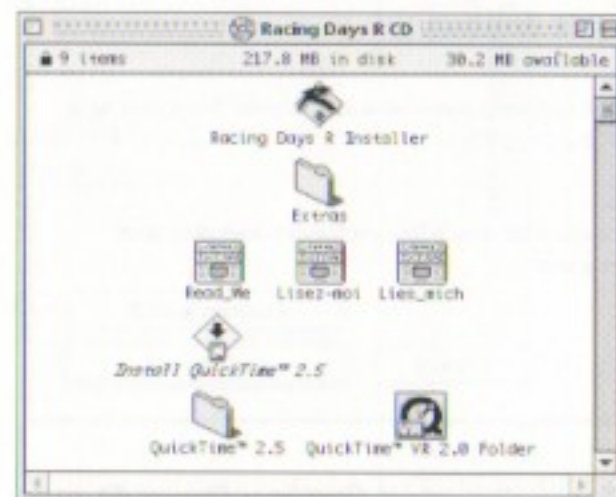 Racing Days R CD
9 items 217.8 MB in disk 30.2 MB available
Racing Days R Installer
Extras
Read_Me Lisez-moi Lies_mich
Install QuickTime™ 2.5
QuickTime™ 2.5 QuickTime™ VR 2.0 Folder